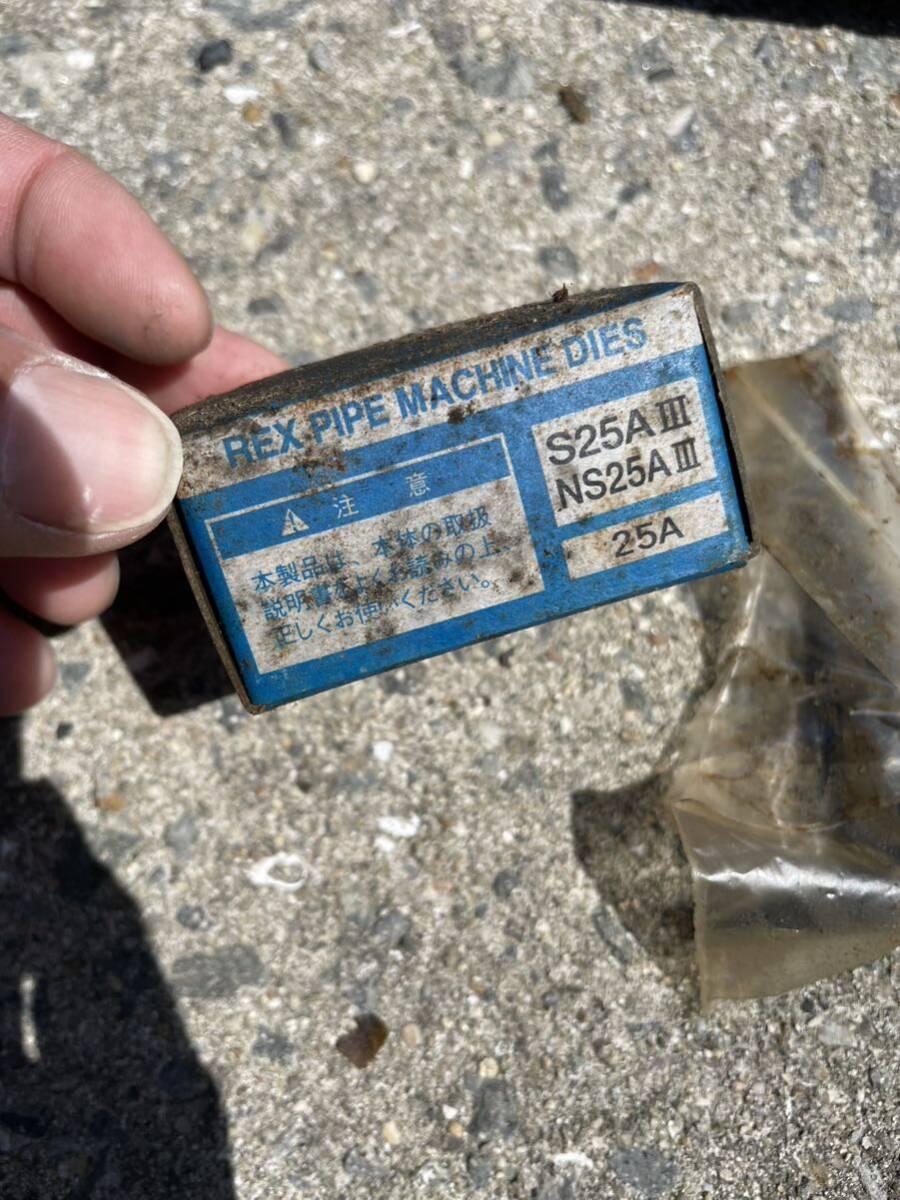 REX PIPE MACHINE DIES
S25AⅢ
NS25AⅢ
25A
⚠ 注 意
本製品は、本体の取扱
説明書をよくお読みの上、
正しくお使いください。